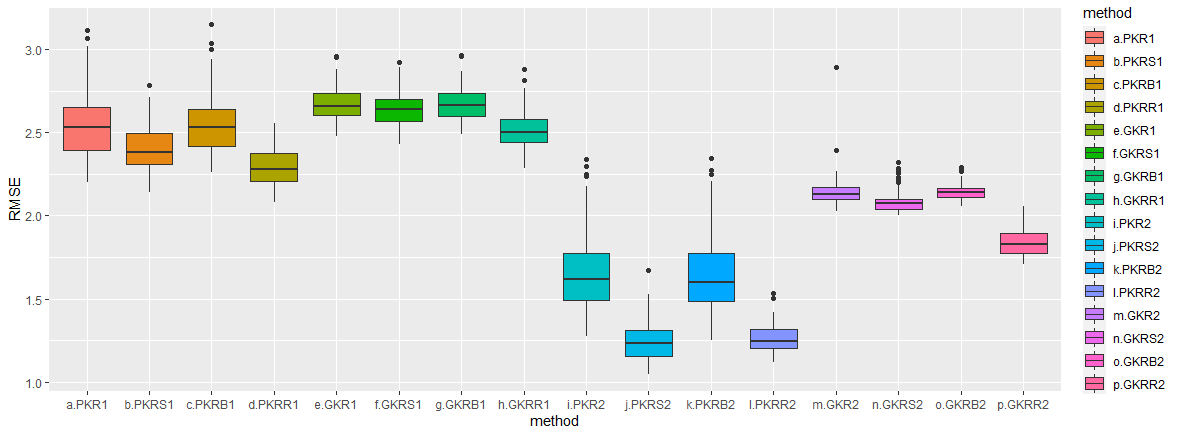 RMSE
3.0
2.5
2.0
1.5
1.0
a.PKR1 b.PKRS1 c.PKRB1 d.PKRR1 e.GKR1 f.GKRS1 g.GKRB1 h.GKRR1 i.PKR2 j.PKRS2 k.PKRB2 l.PKRR2 m.GKR2 n.GKRS2 o.GKRB2 p.GKRR2
method
method
a.PKR1
b.PKRS1
c.PKRB1
d.PKRR1
e.GKR1
f.GKRS1
g.GKRB1
h.GKRR1
i.PKR2
j.PKRS2
k.PKRB2
l.PKRR2
m.GKR2
n.GKRS2
o.GKRB2
p.GKRR2